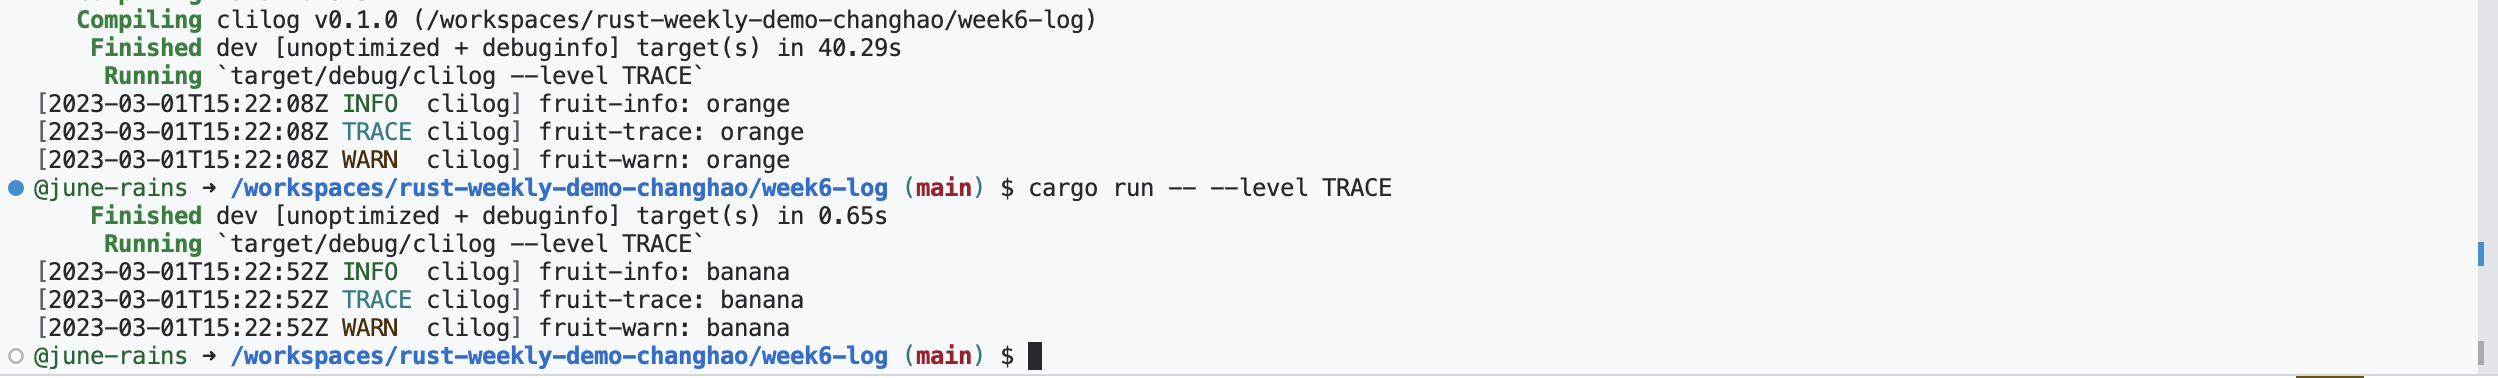 Compiling clilog v0.1.0 (/workspaces/rust-weekly-demo-changhao/week6-log)
Finished dev [unoptimized + debuginfo] target(s) in 40.29s
Running `target/debug/clilog --level TRACE`
[2023-03-01T15:22:08Z INFO  clilog] fruit-info: orange
[2023-03-01T15:22:08Z TRACE clilog] fruit-trace: orange
[2023-03-01T15:22:08Z WARN  clilog] fruit-warn: orange
@june-rains ➜ /workspaces/rust-weekly-demo-changhao/week6-log (main) $ cargo run -- --level TRACE
Finished dev [unoptimized + debuginfo] target(s) in 0.65s
Running `target/debug/clilog --level TRACE`
[2023-03-01T15:22:52Z INFO  clilog] fruit-info: banana
[2023-03-01T15:22:52Z TRACE clilog] fruit-trace: banana
[2023-03-01T15:22:52Z WARN  clilog] fruit-warn: banana
@june-rains ➜ /workspaces/rust-weekly-demo-changhao/week6-log (main) $